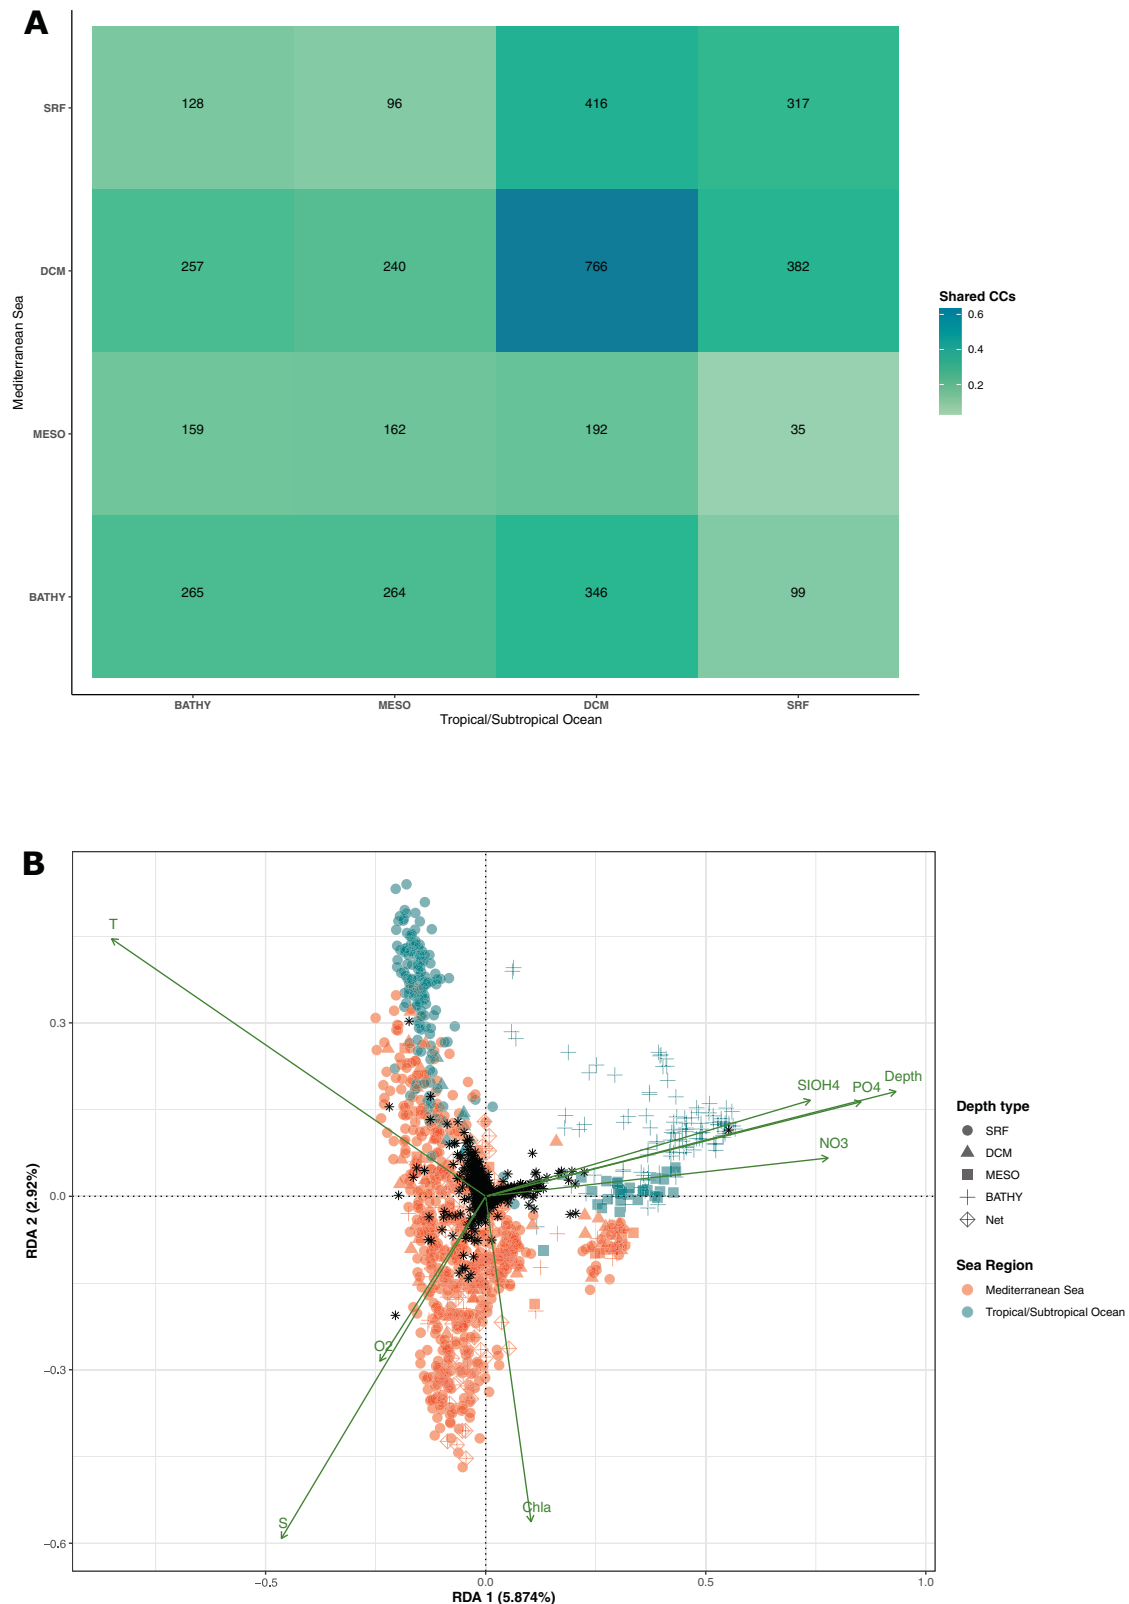 A
SRF
DCM
MESO
BATHY
Mediterranean Sea
128 96 416 317
257 240 766 382
159 162 192 35
265 264 346 99
BATHY MESO DCM SRF
Tropical/Subtropical Ocean
Shared CCs
0.6
0.4
0.2
B
T
SIOH4
PO4
Depth
NO3
O2
S
Chla
0.3
0.0
−0.3
−0.6
RDA 2 (2.92%)
−0.5 0.0 0.5 1.0
RDA 1 (5.874%)
Depth type
SRF
DCM
MESO
BATHY
Net
Sea Region
Mediterranean Sea
Tropical/Subtropical Ocean